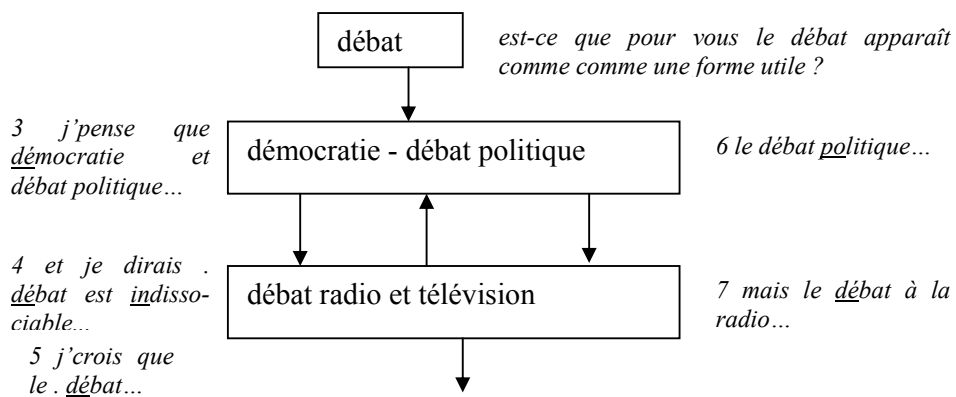 débat
est-ce que pour vous le débat apparaît
comme comme une forme utile ?
3 j’pense que
démocratie et
débat politique…
démocratie - débat politique
6 le débat politique…
4 et je dirais .
débat est indisso-
ciable…
débat radio et télévision
7 mais le débat à la
radio…
5 j’crois que
le . débat…